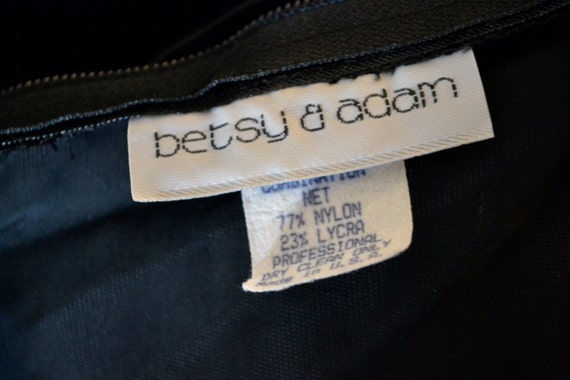 betsy & adam
COMBINATION
NET
77% NYLON
23% LYCRA
PROFESSIONAL
DRY CLEAN ONLY
Made in U.S.A.